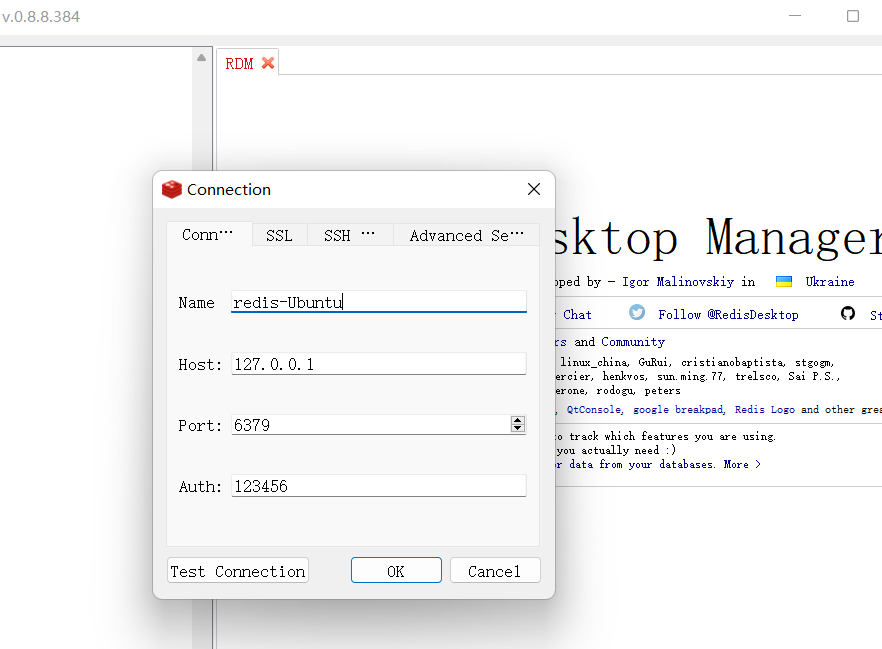 v.0.8.8.384
RDM
Connection
Conn… SSL SSH … Advanced Se…
Name redis-Ubuntu
Host: 127.0.0.1
Port: 6379
Auth: 123456
Test Connection OK Cancel
sktop Manager
oped by - Igor Malinovskiy in Ukraine
Chat Follow @RedisDesktop St
rs and Community
linux_china, GuRui, cristianobaptista, stgogm,
ercier, henkvos, sun.ming.77, trelsco, Sai P.S.,
erone, rodogu, peters
, QtConsole, google breakpad, Redis Logo and other grea
to track which features you are using.
you actually need :)
or data from your databases. More >